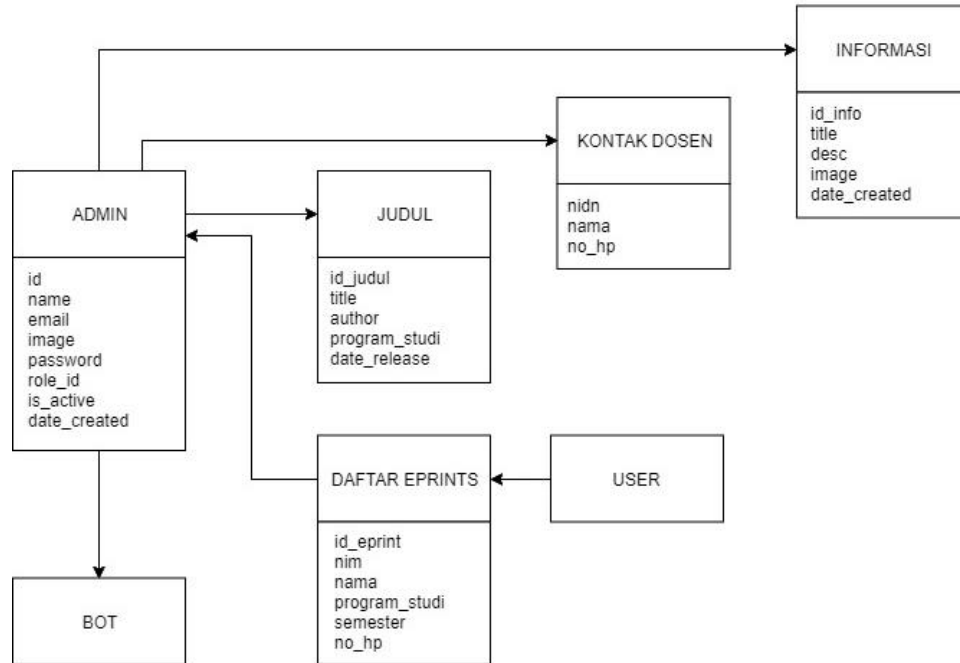 INFORMASI
id_info
title
desc
image
date_created
KONTAK DOSEN
nidn
nama
no_hp
ADMIN
id
name
email
image
password
role_id
is_active
date_created
JUDUL
id_judul
title
author
program_studi
date_release
DAFTAR EPRINTS
id_eprint
nim
nama
program_studi
semester
no_hp
USER
BOT